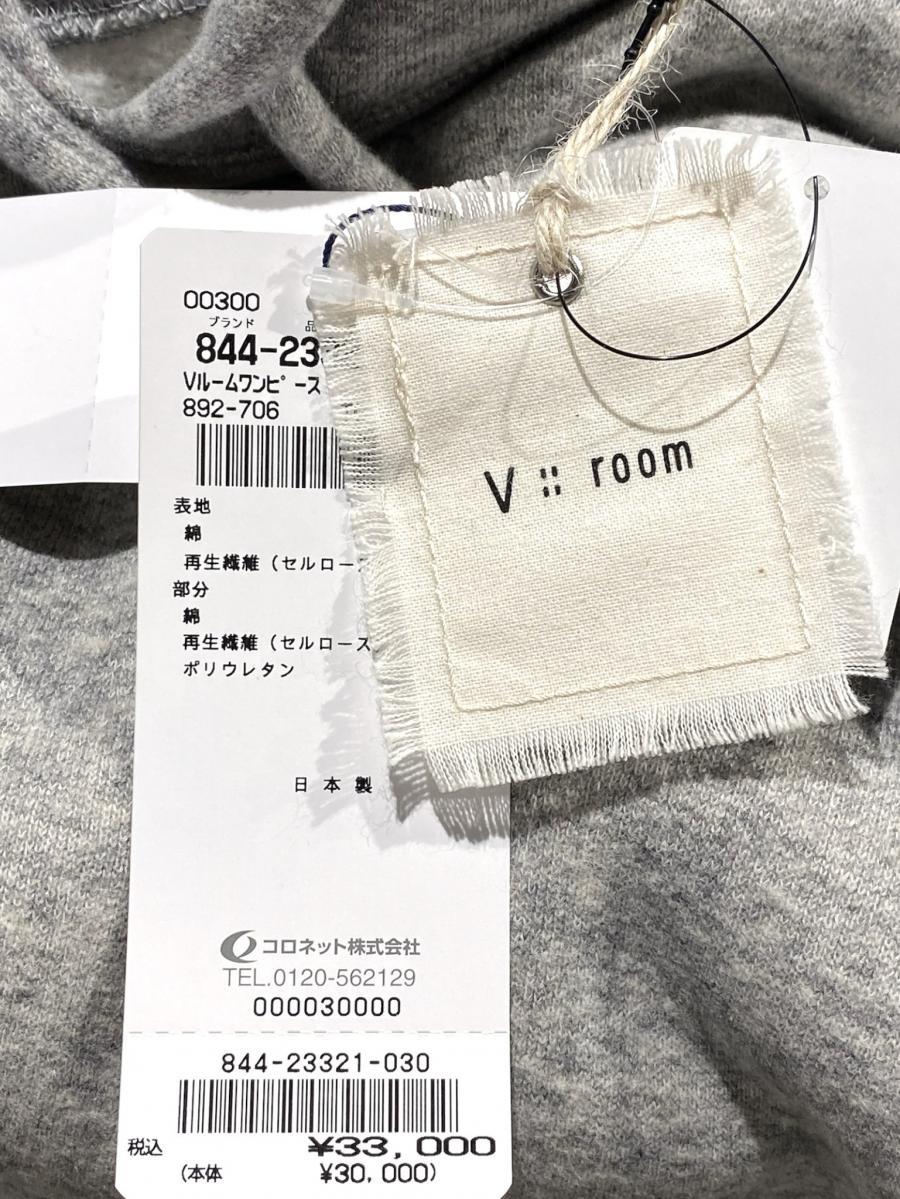 00300
ブランド 品
844-23
Vルームワンピース
892-706
表地
綿
再生繊維（セルロース
部分
綿
再生繊維（セルロース
ポリウレタン
日本製
コロネット株式会社
TEL.0120-562129
000030000
844-23321-030
税込 ¥33,000
(本体 ¥30,000)
V :: room